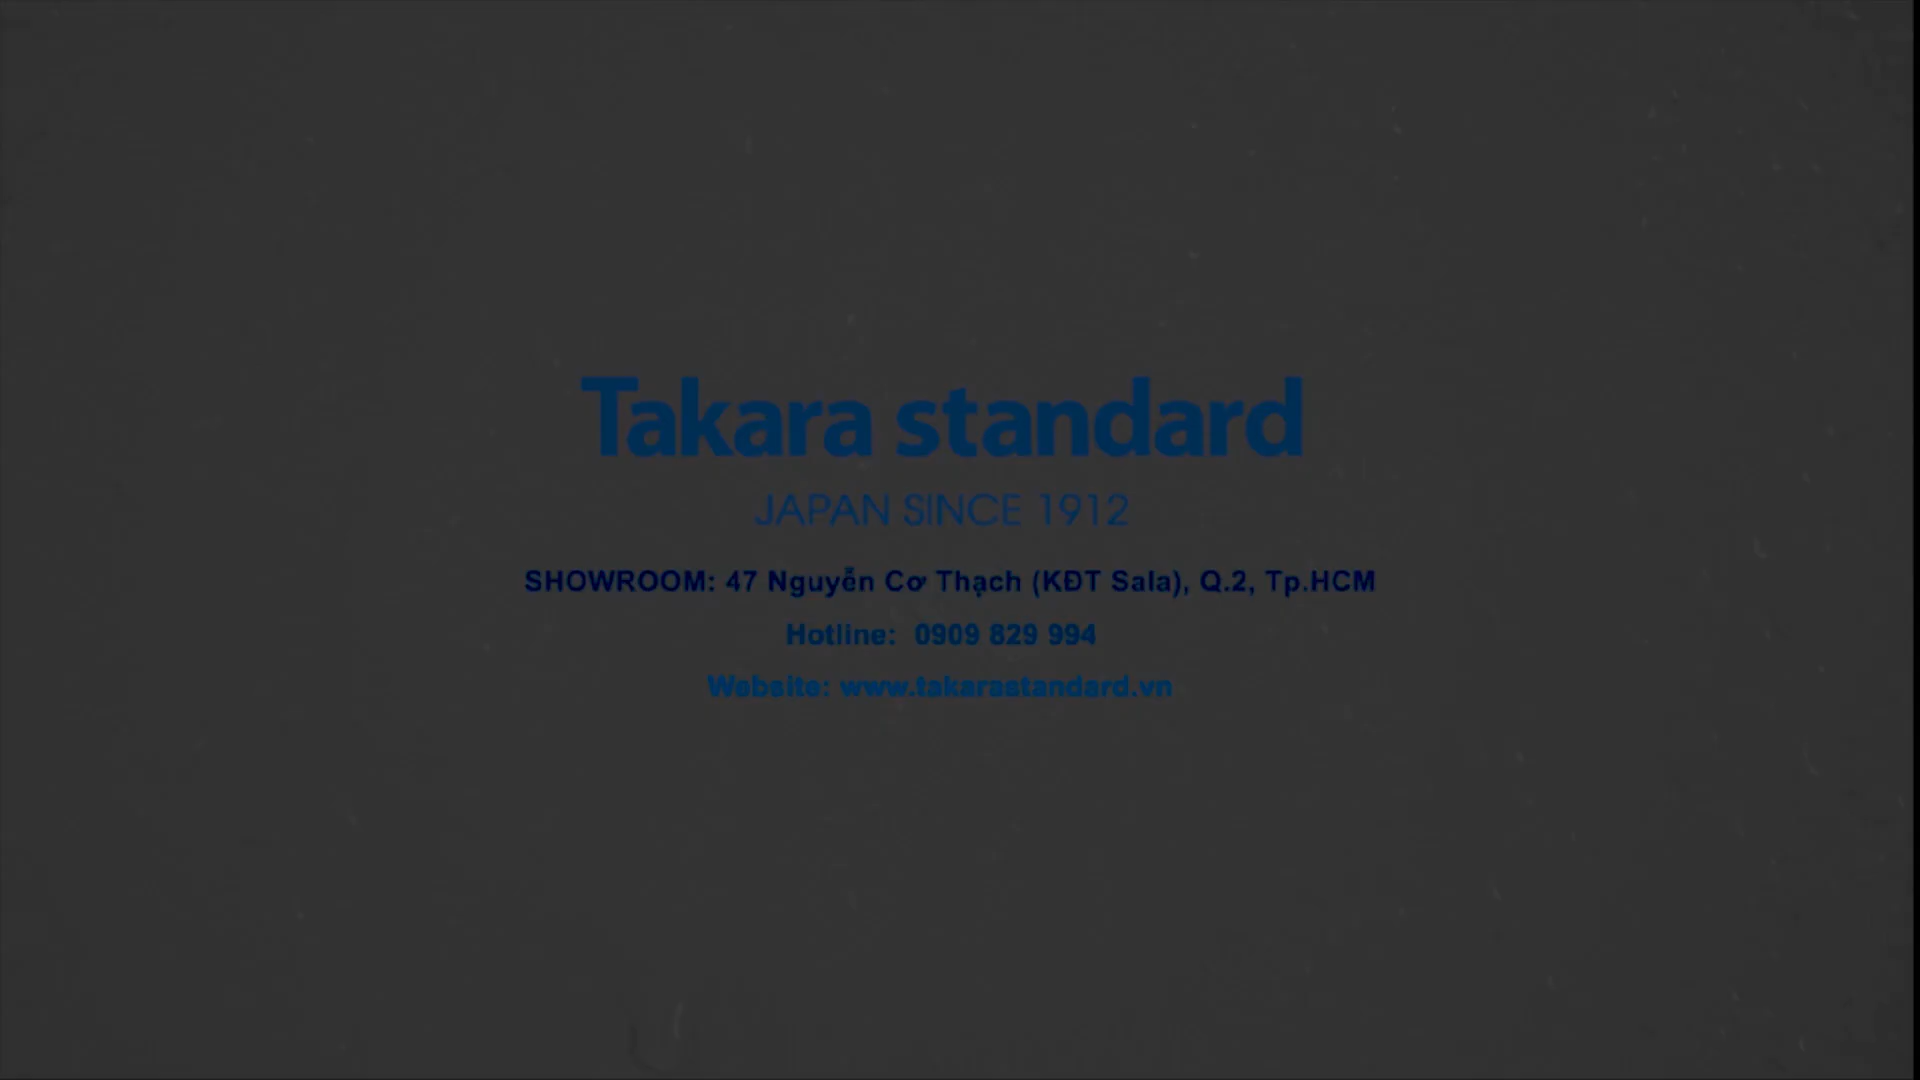 Takara standard
JAPAN SINCE 1912
SHOWROOM: 47 Nguyễn Cơ Thạch (KĐT Sala), Q.2, Tp.HCM
Hotline: 0909 829 994
Website: www.takarastandard.vn